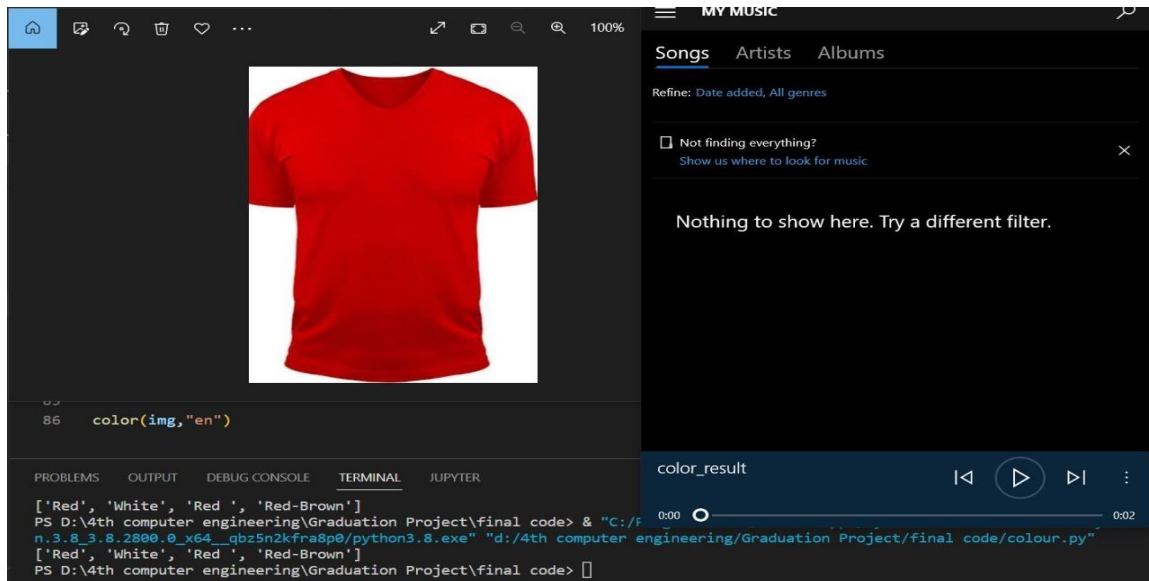 100%
MY MUSIC
Songs Artists Albums
Refine: Date added, All genres
Not finding everything?
Show us where to look for music
Nothing to show here. Try a different filter.
86 color(img,"en")
PROBLEMS OUTPUT DEBUG CONSOLE TERMINAL JUPYTER
['Red', 'White', 'Red ', 'Red-Brown']
PS D:\4th computer engineering\Graduation Project\final code> & "C:/
n.3.8_3.8.2800.0_x64__qbz5n2kfra8p0/python3.8.exe" "d:/4th computer engineering/Graduation Project/final code/colour.py"
['Red', 'White', 'Red ', 'Red-Brown']
PS D:\4th computer engineering\Graduation Project\final code>
color_result
0:00 0:02